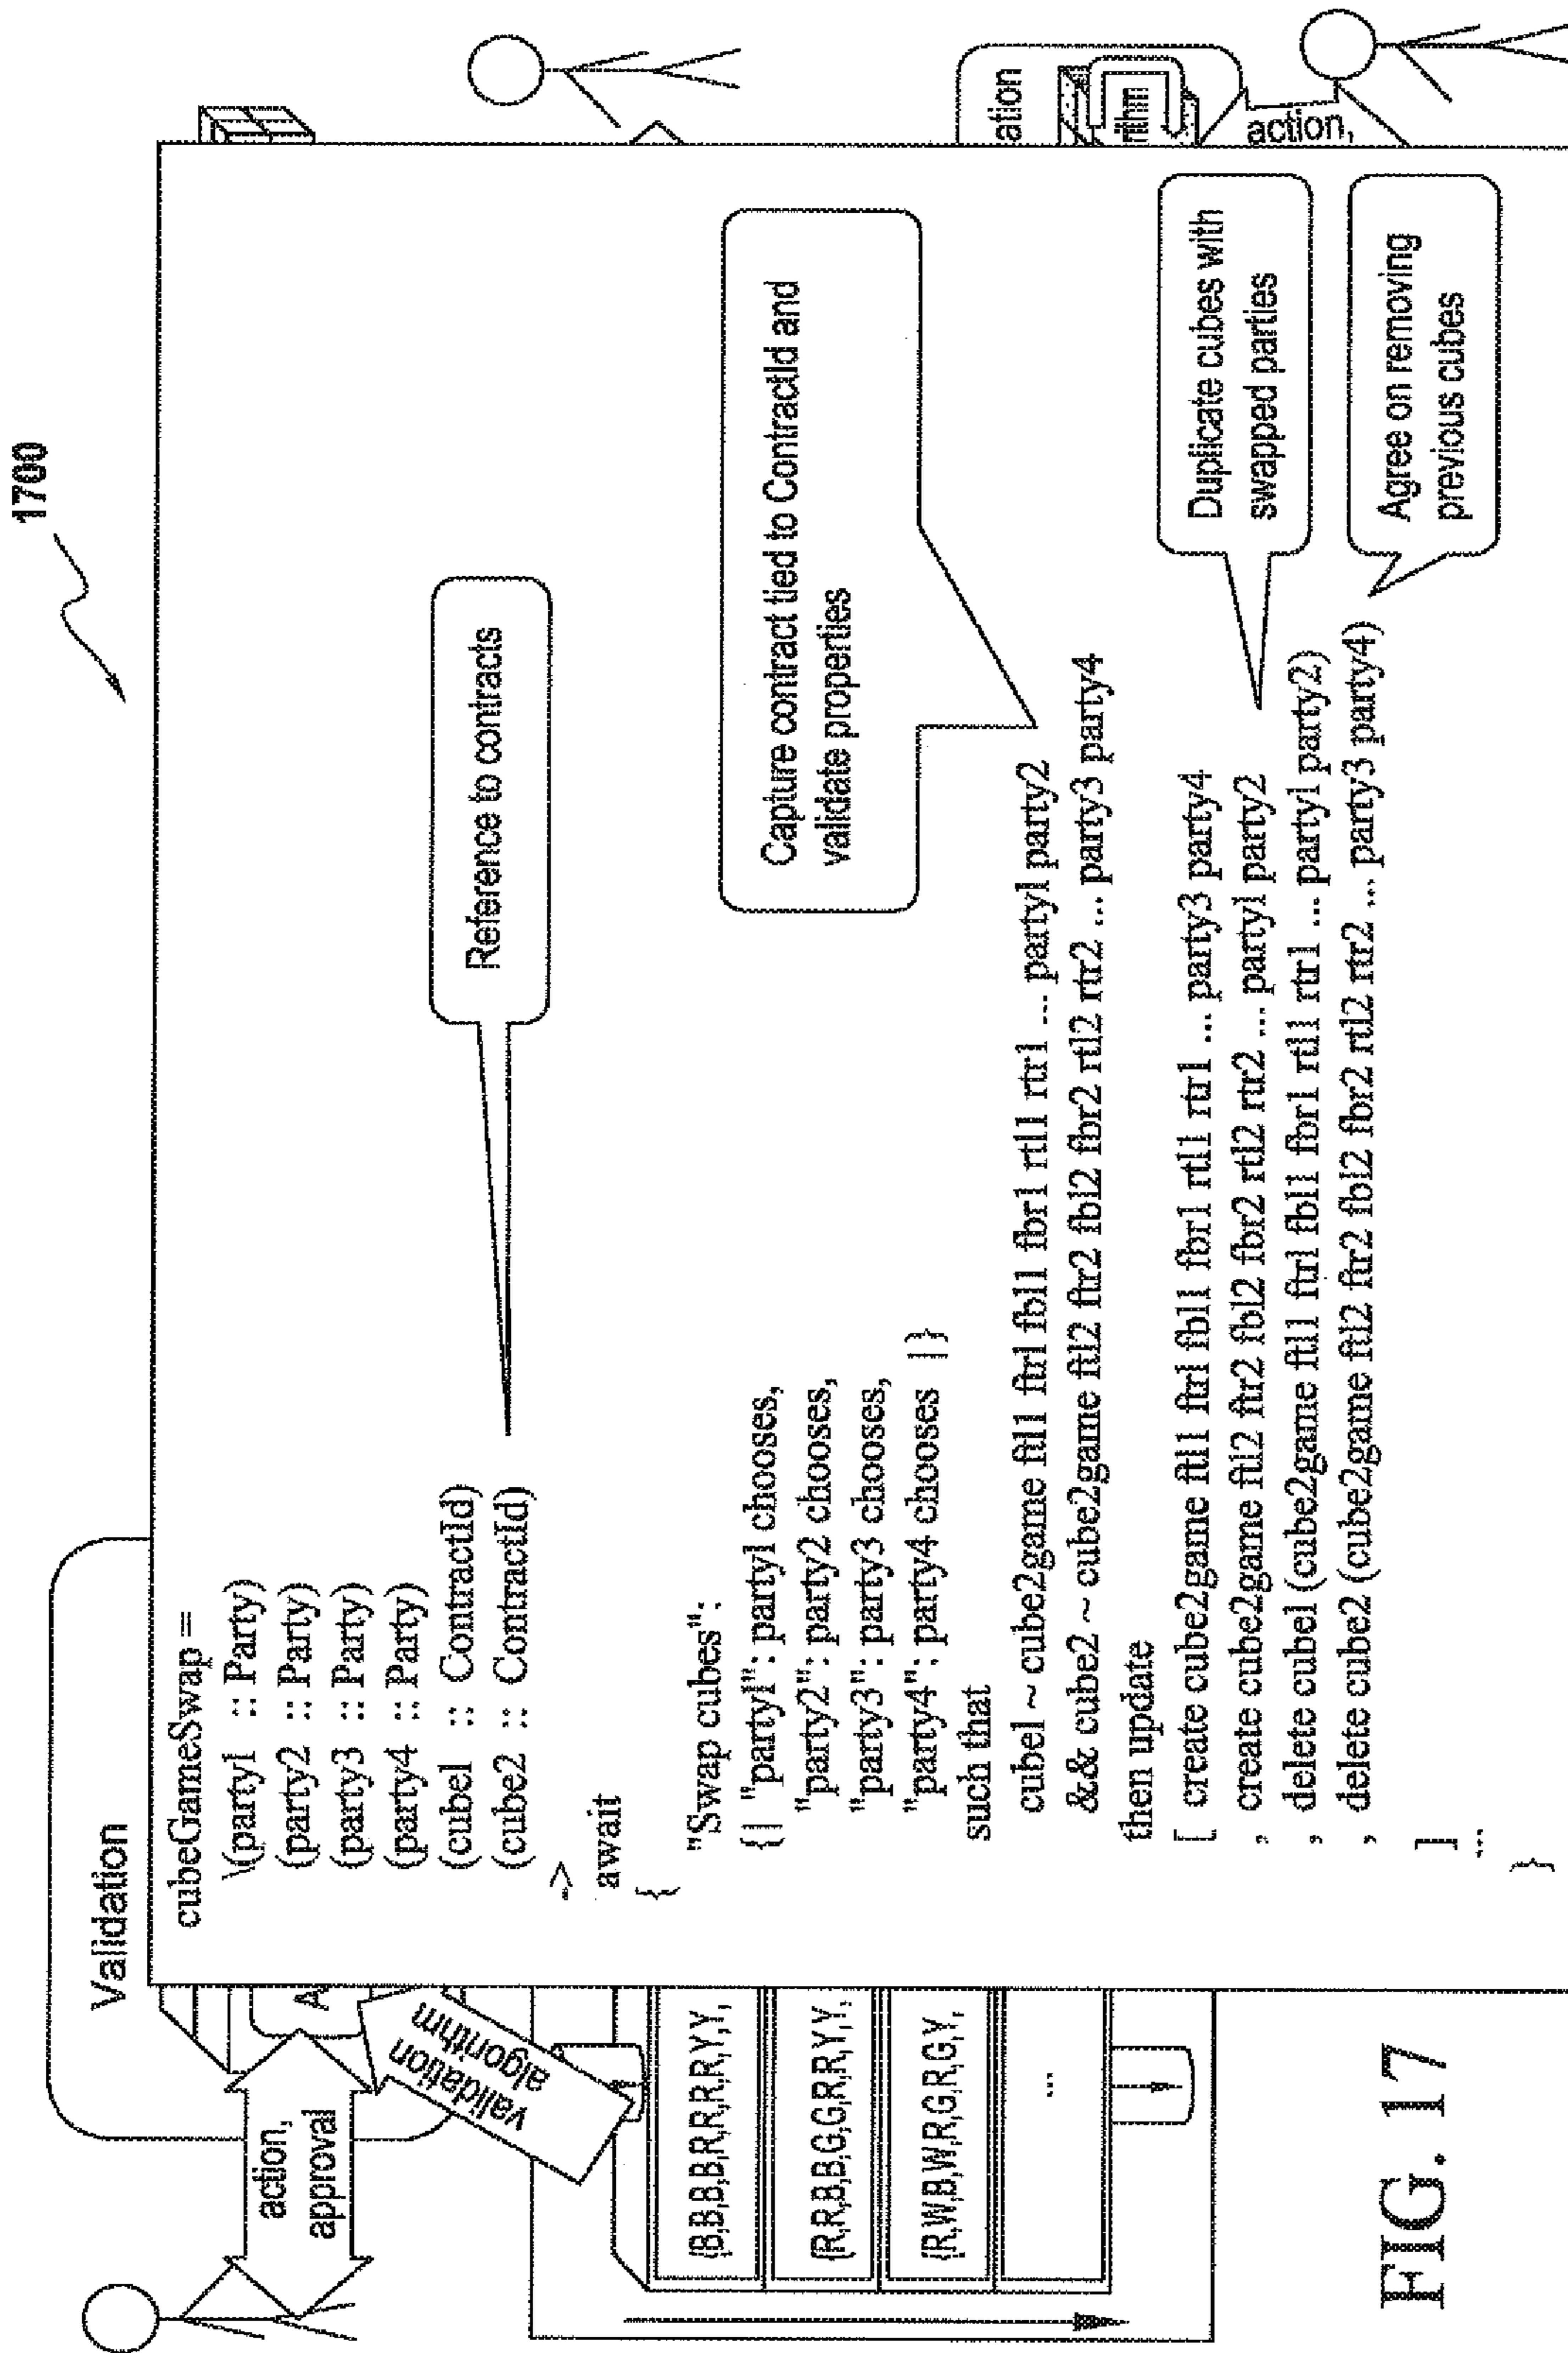 1700
Validation
action,
approval
validation
algorithm
A
{B,B,B,B,R,R,R,Y,Y,
{R,R,B,B,G,G,R,R,Y,Y,
{R,W,B,W,R,G,R,G,Y,
...
cubeGameSwap =
\(party1 :: Party)
(party2 :: Party)
(party3 :: Party)
(party4 :: Party)
(cube1 :: ContractId)
(cube2 :: ContractId)
->
await
{
"Swap cubes":
{| "party1": party1 chooses,
"party2": party2 chooses,
"party3": party3 chooses,
"party4": party4 chooses |}
such that
cube1 ~ cube2game ftl1 ftr1 fbl1 fbr1 rtl1 rtr1 ... party1 party2
&& cube2 ~ cube2game ftl2 ftr2 fbl2 fbr2 rtl2 rtr2 ... party3 party4
then update
[ create cube2game ftl1 ftr1 fbl1 fbr1 rtl1 rtr1 ... party3 party4
, create cube2game ftl2 ftr2 fbl2 fbr2 rtl2 rtr2 ... party1 party2
, delete cube1 (cube2game ftl1 ftr1 fbl1 fbr1 rtl1 rtr1 ... party1 party2)
, delete cube2 (cube2game ftl2 ftr2 fbl2 fbr2 rtl2 rtr2 ... party3 party4)
]
...
}
Reference to contracts
Capture contract tied to ContractId and
validate properties
Duplicate cubes with
swapped parties
Agree on removing
previous cubes
ation
rithm
action,
FIG. 17